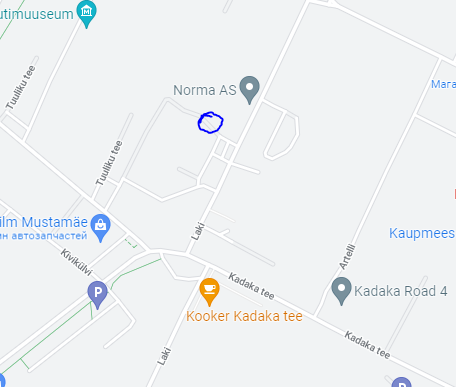 utimuuseum
Tuuliku tee
Norma AS
Мага
Tuuliku tee
ilm Mustamäe
ин автозапчастей
Laki
Kivikülvi
P
Kaupmees
Artelli
Kadaka tee
Kadaka Road 4
Kooker Kadaka tee
Kadaka tee
Laki
P